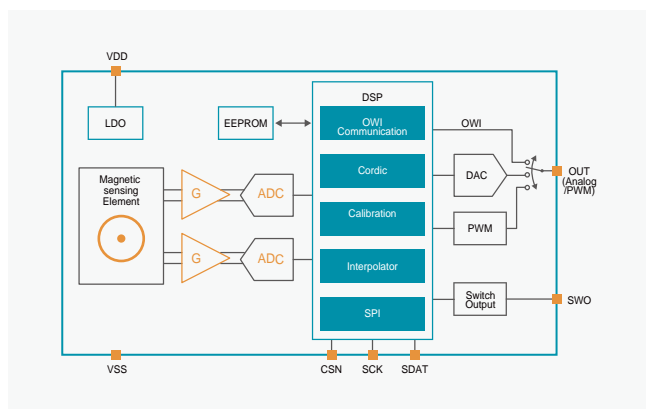 VDD
LDO
EEPROM
DSP
OWI
Communication
OWI
Magnetic
sensing
Element
G
ADC
Cordic
DAC
OUT
(Analog
/PWM)
Calibration
PWM
G
ADC
Interpolator
Switch
Output
SWO
SPI
VSS
CSN
SCK
SDAT